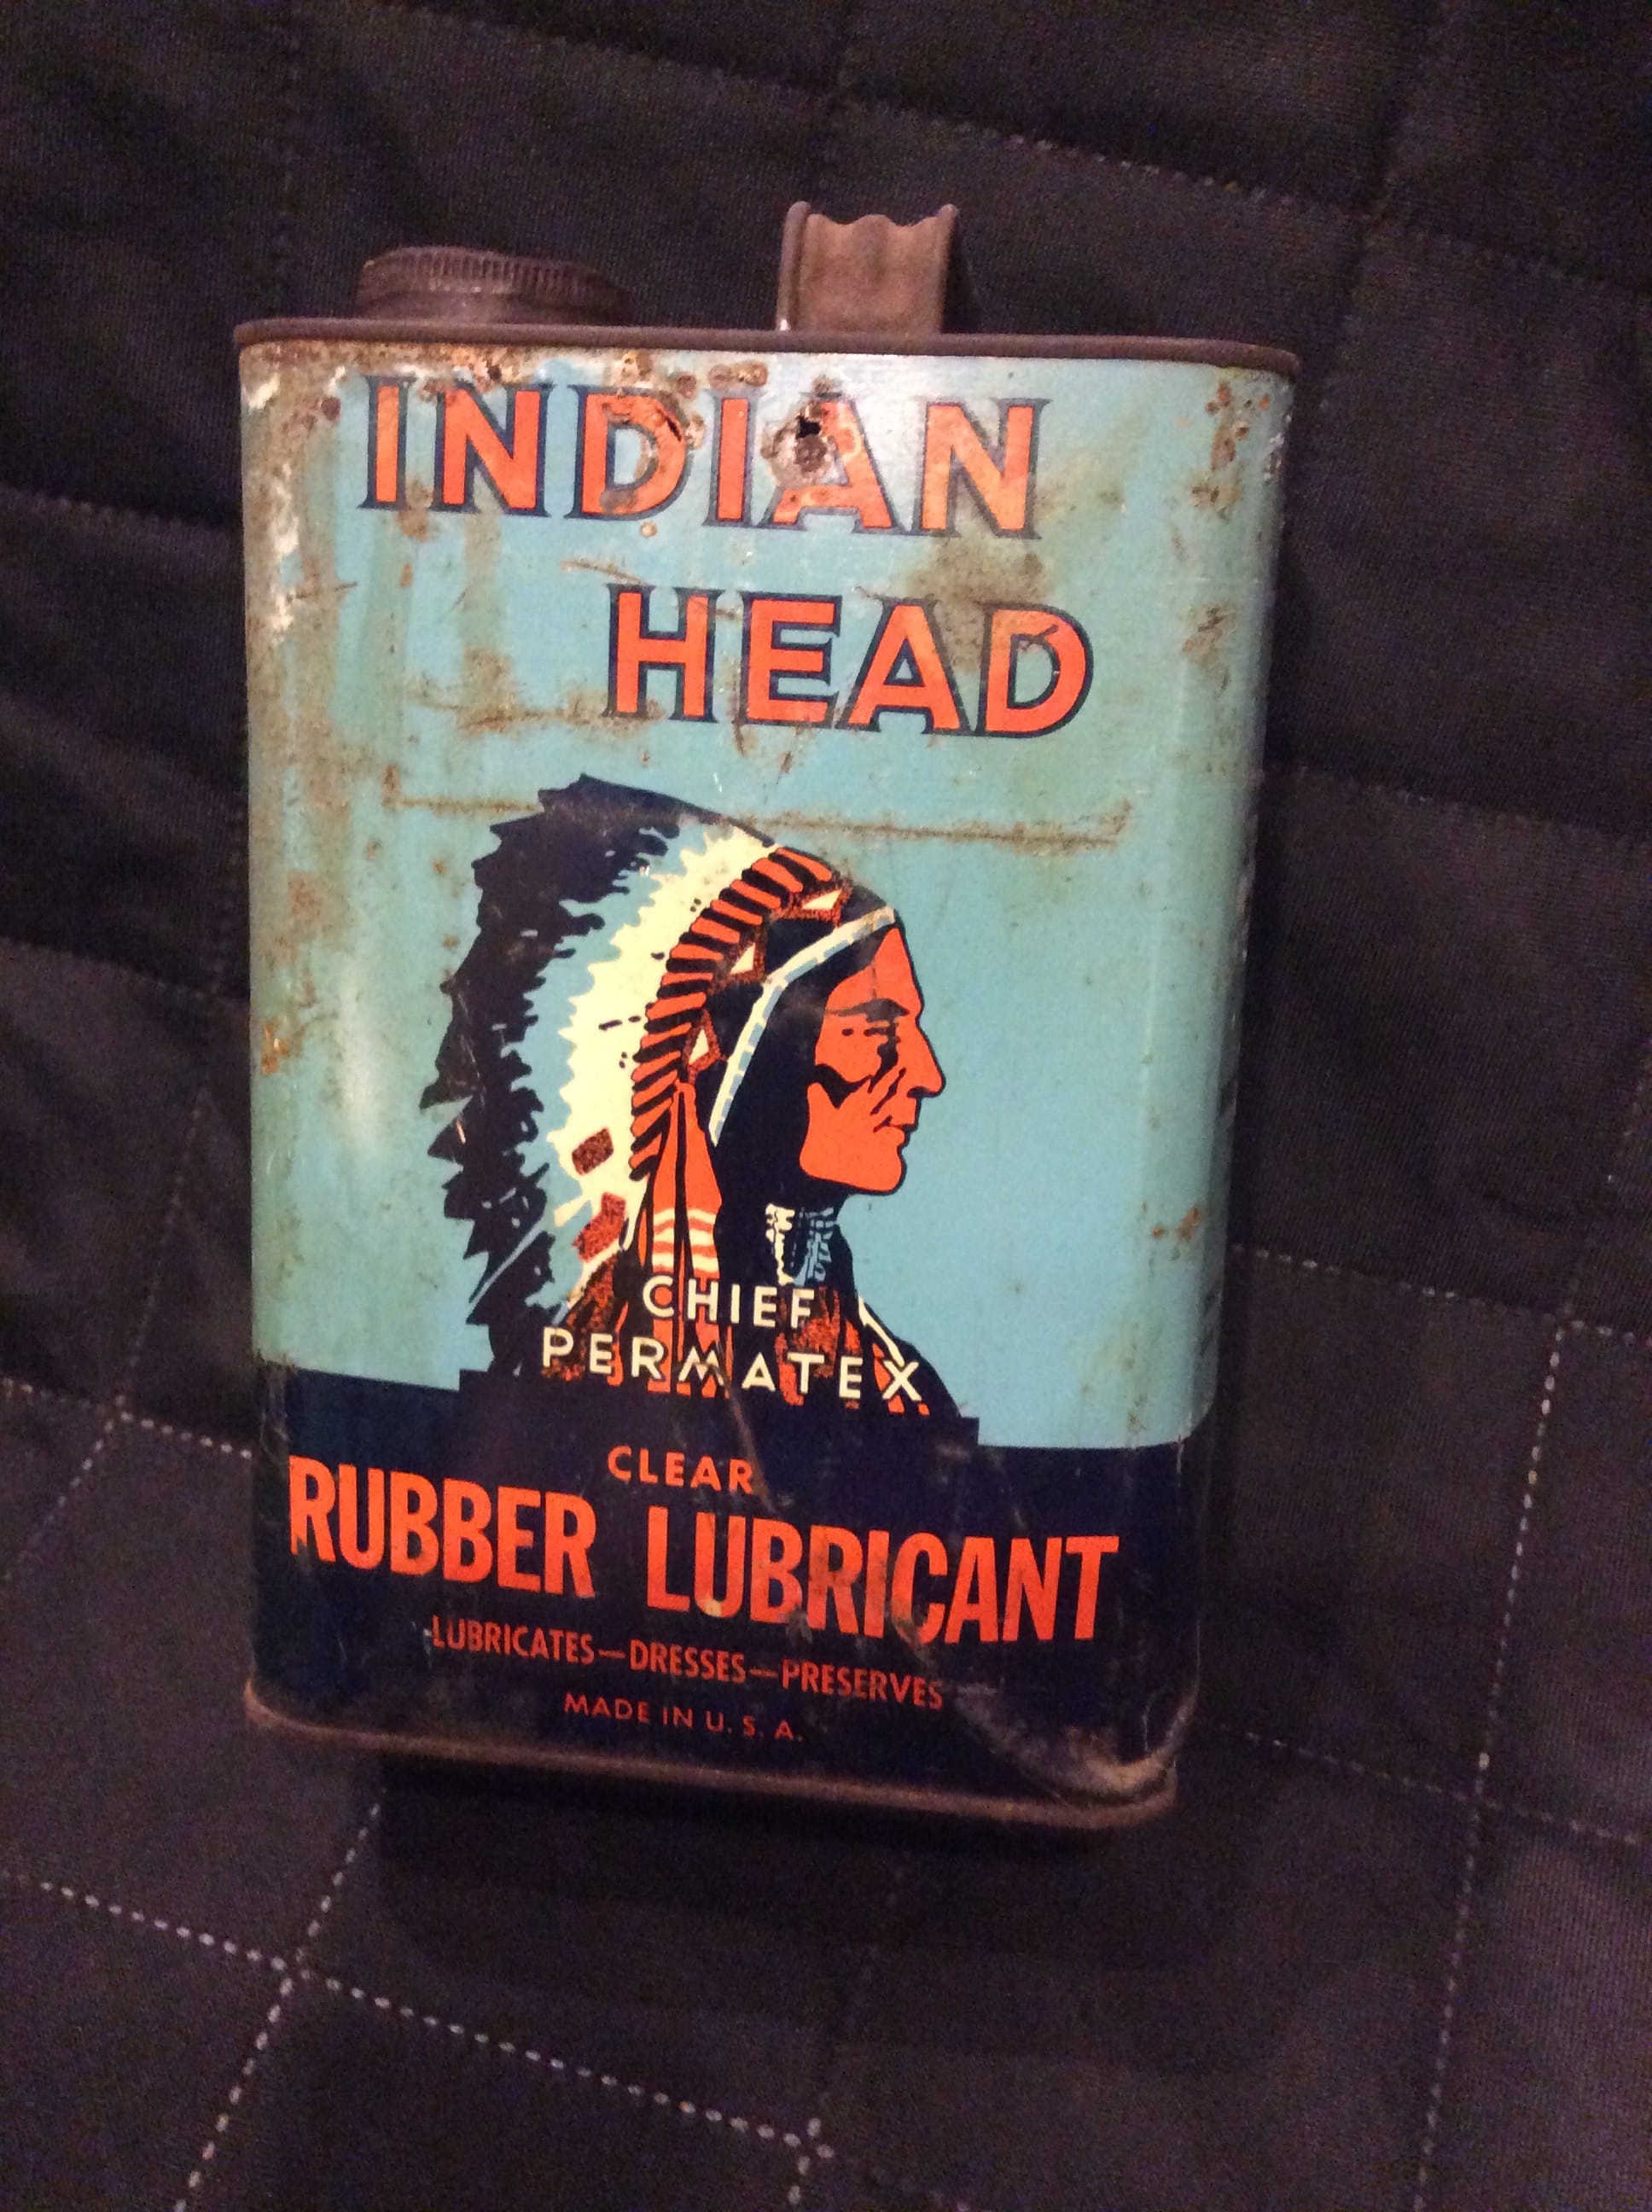 INDIAN
HEAD
CHIEF
PERMATEX
CLEAR
RUBBER LUBRICANT
LUBRICATES—DRESSES—PRESERVES
MADE IN U. S. A.